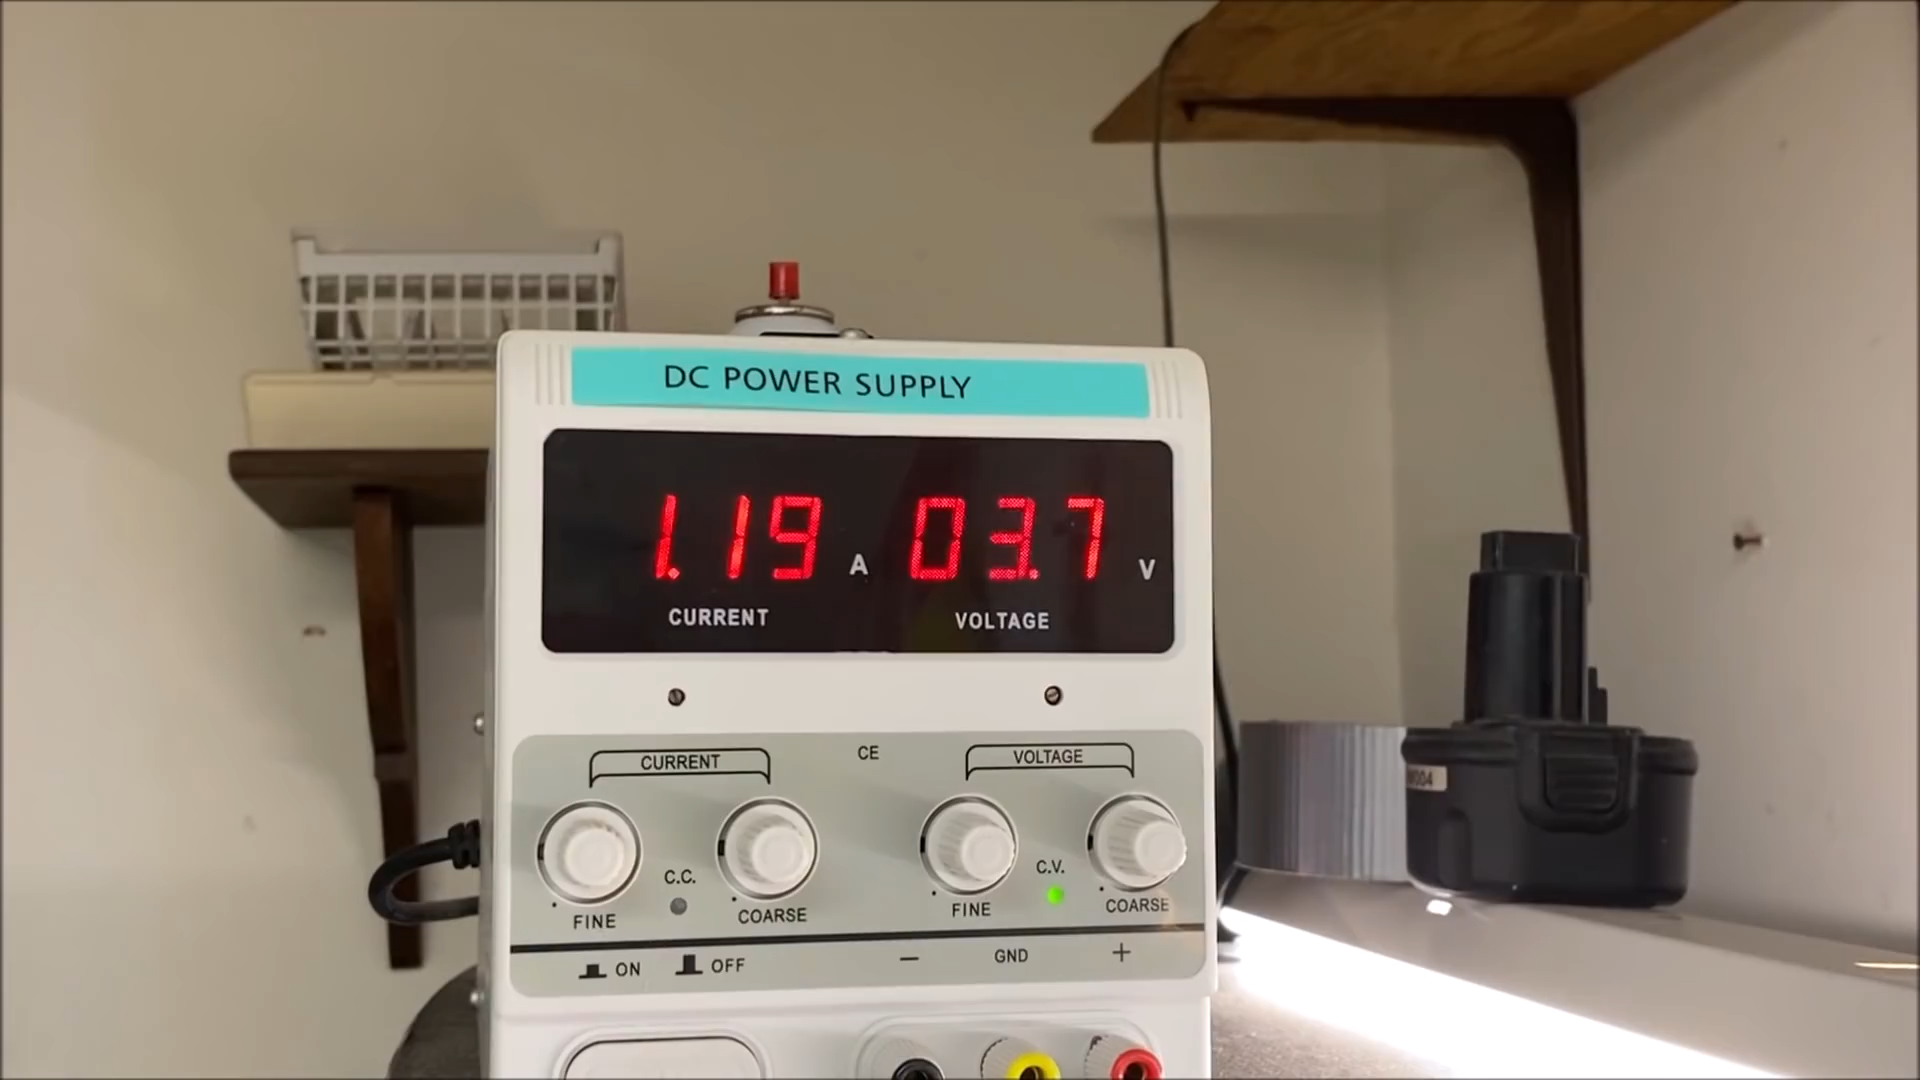 DC POWER SUPPLY
1.19 A 03.7 V
CURRENT VOLTAGE
CURRENT CE VOLTAGE
C.C. C.V.
FINE COARSE FINE COARSE
ON OFF − GND +
004